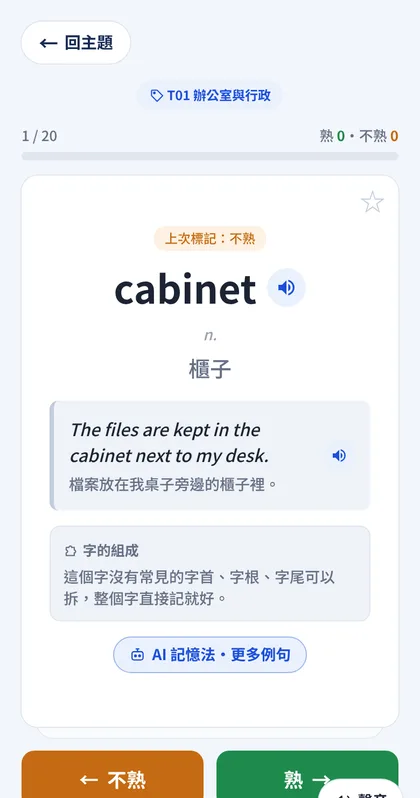 ← 回主題
T01 辦公室與行政
1 / 20
熟 0・不熟 0
上次標記：不熟
cabinet
n.
櫃子
The files are kept in the
cabinet next to my desk.
檔案放在我桌子旁邊的櫃子裡。
字的組成
這個字沒有常見的字首、字根、字尾可以
拆，整個字直接記就好。
AI 記憶法・更多例句
← 不熟
熟 →